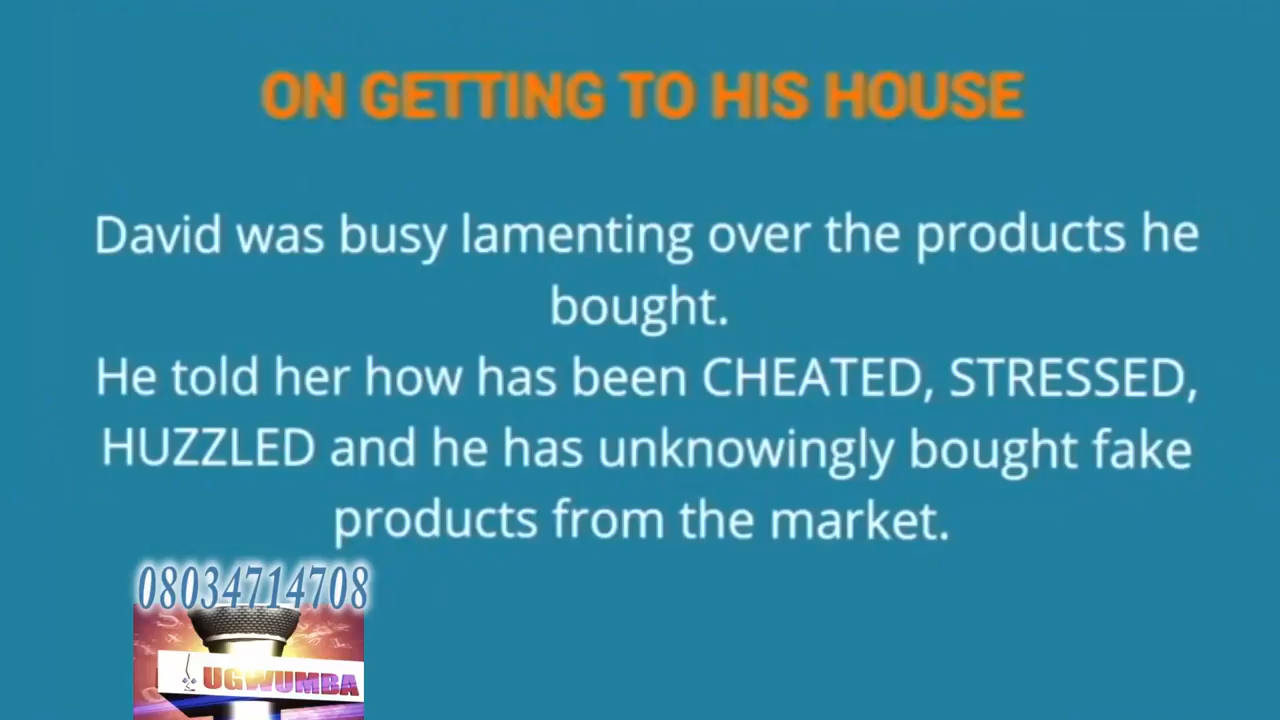 ON GETTING TO HIS HOUSE
David was busy lamenting over the products he
bought.
He told her how has been CHEATED, STRESSED,
HUZZLED and he has unknowingly bought fake
products from the market.
08034714708
UGWUMBA